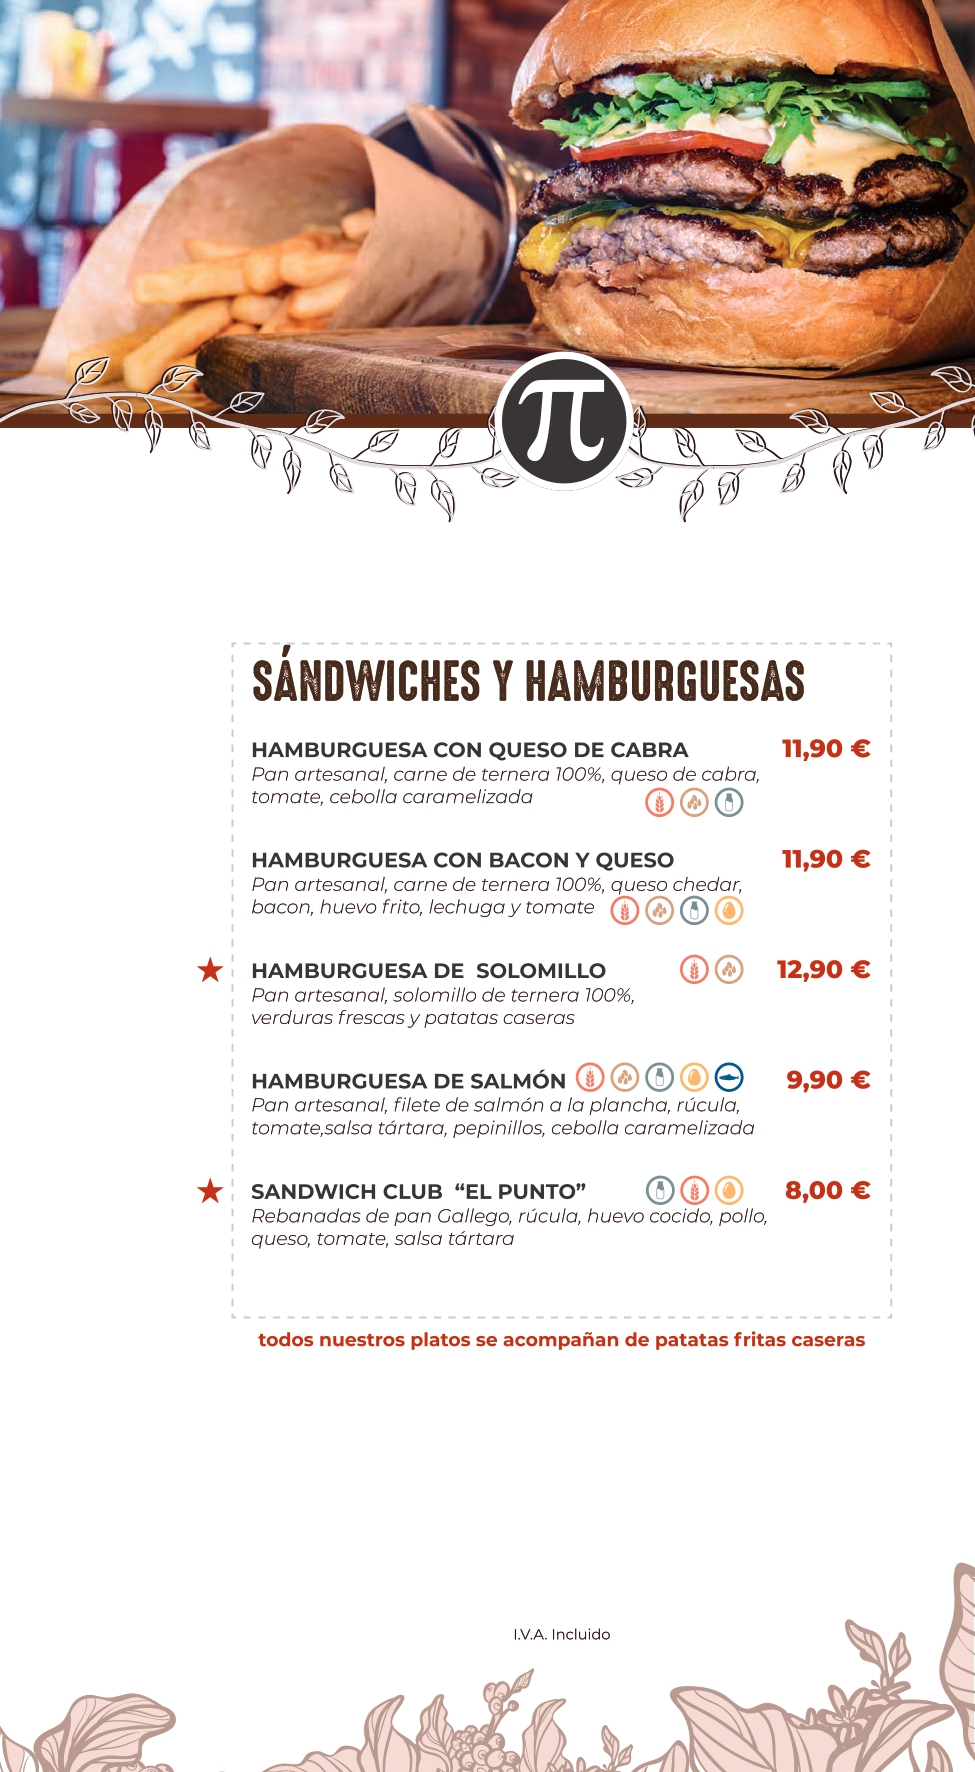 π
SÁNDWICHES Y HAMBURGUESAS
HAMBURGUESA CON QUESO DE CABRA 11,90 €
Pan artesanal, carne de ternera 100%, queso de cabra,
tomate, cebolla caramelizada
HAMBURGUESA CON BACON Y QUESO 11,90 €
Pan artesanal, carne de ternera 100%, queso chedar,
bacon, huevo frito, lechuga y tomate
HAMBURGUESA DE SOLOMILLO 12,90 €
Pan artesanal, solomillo de ternera 100%,
verduras frescas y patatas caseras
HAMBURGUESA DE SALMÓN 9,90 €
Pan artesanal, filete de salmón a la plancha, rúcula,
tomate,salsa tártara, pepinillos, cebolla caramelizada
SANDWICH CLUB “EL PUNTO” 8,00 €
Rebanadas de pan Gallego, rúcula, huevo cocido, pollo,
queso, tomate, salsa tártara
todos nuestros platos se acompañan de patatas fritas caseras
I.V.A. Incluido